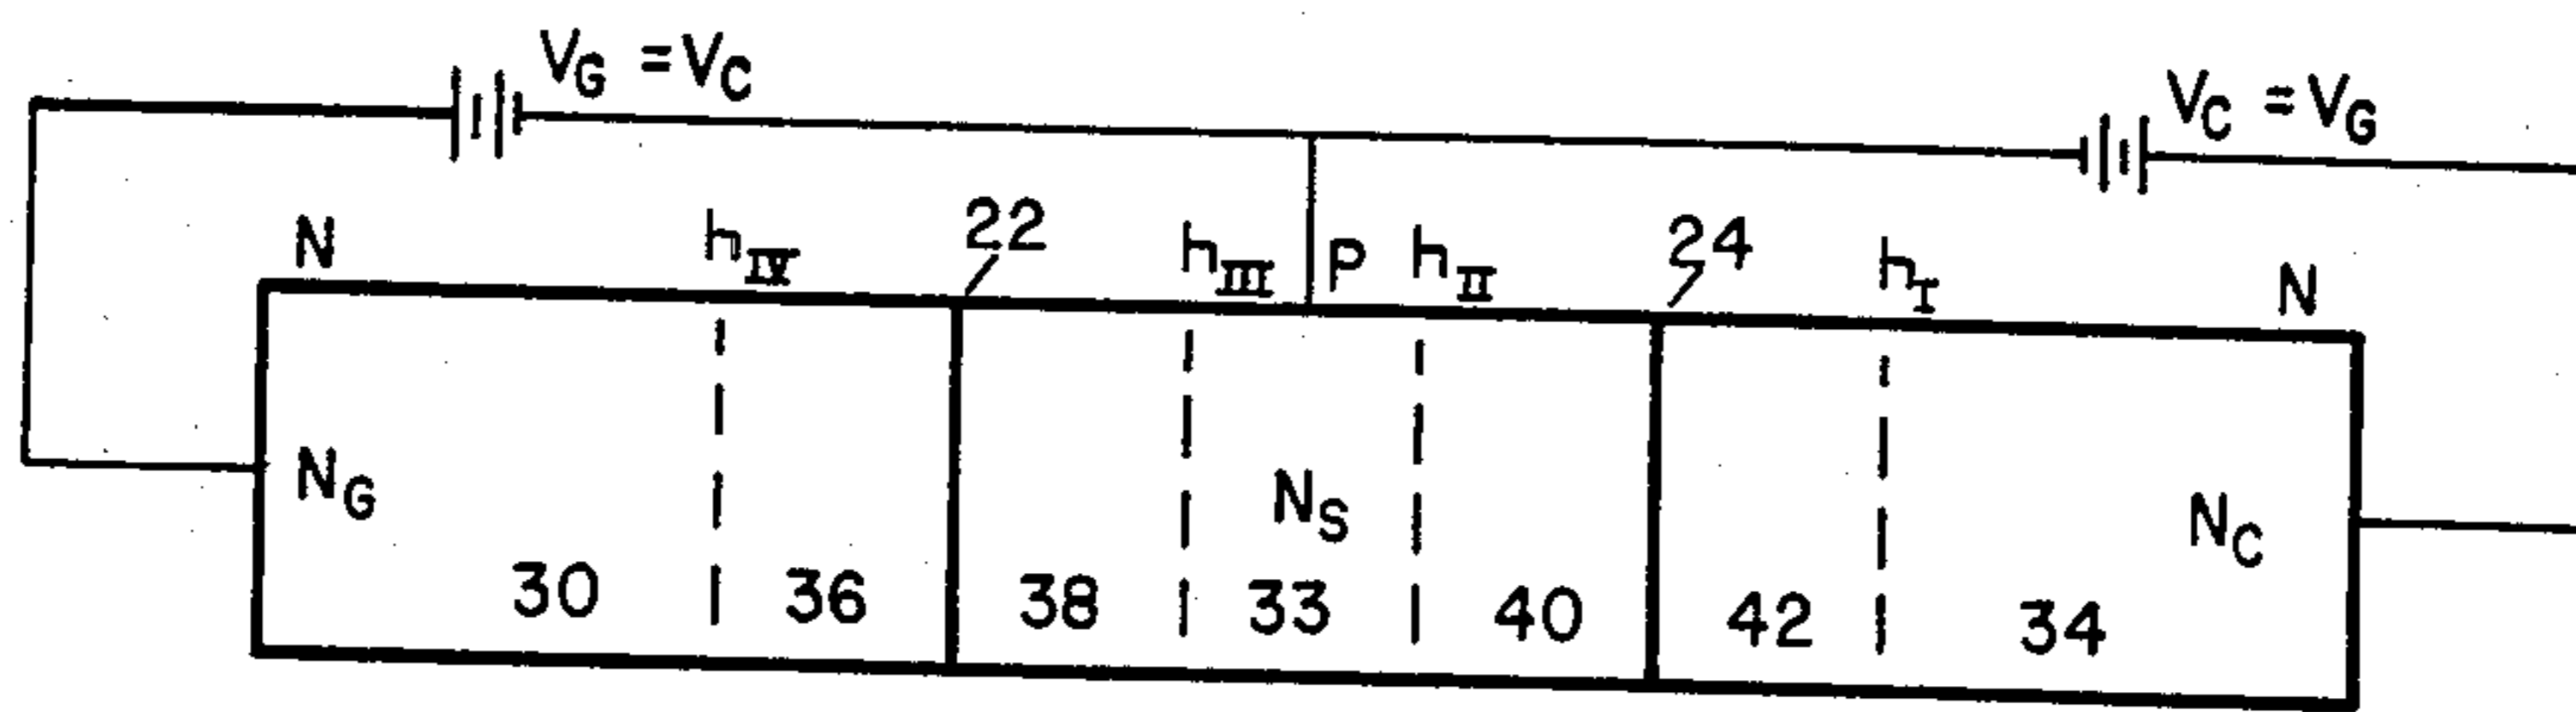 V_G = V_C
V_C = V_G
N h_IV 22 h_III P h_II 24 h_I N
N_G N_S N_C
30 36 38 33 40 42 34